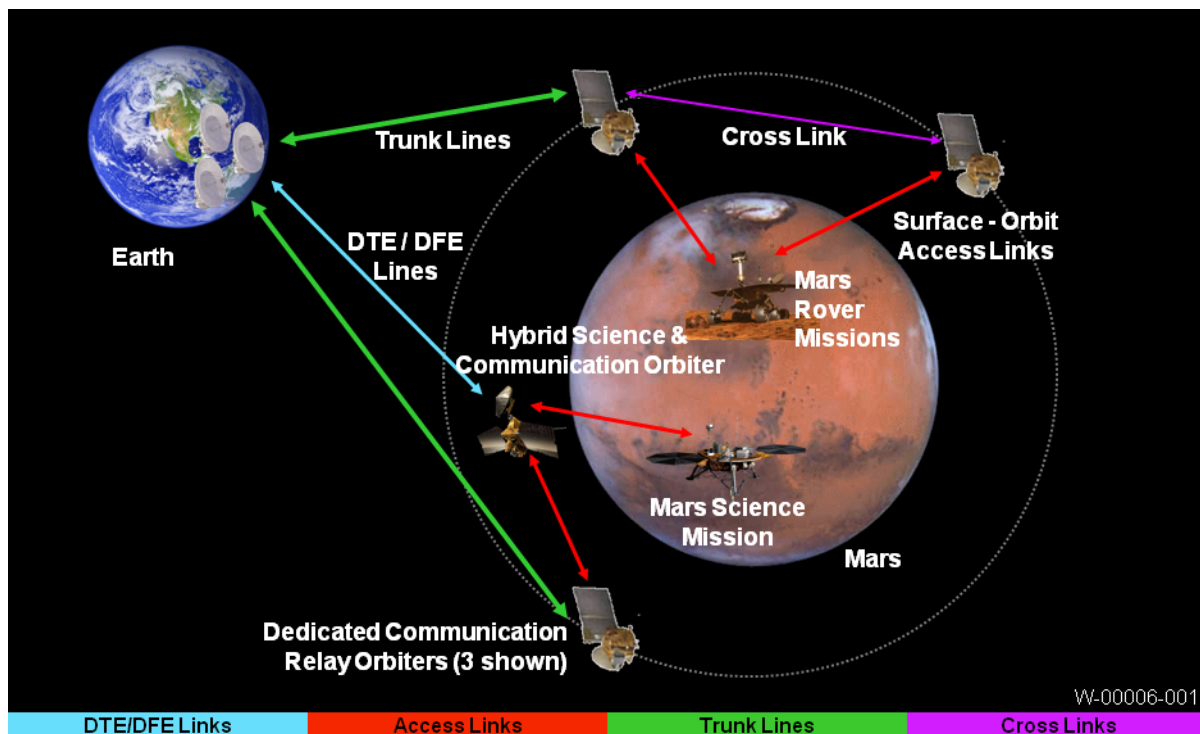 Trunk Lines
Cross Link
Earth
DTE / DFE
Lines
Surface - Orbit
Access Links
Mars
Rover
Missions
Hybrid Science &
Communication Orbiter
Mars Science
Mission
Mars
Dedicated Communication
Relay Orbiters (3 shown)
W-00006-001
DTE/DFE Links
Access Links
Trunk Lines
Cross Links